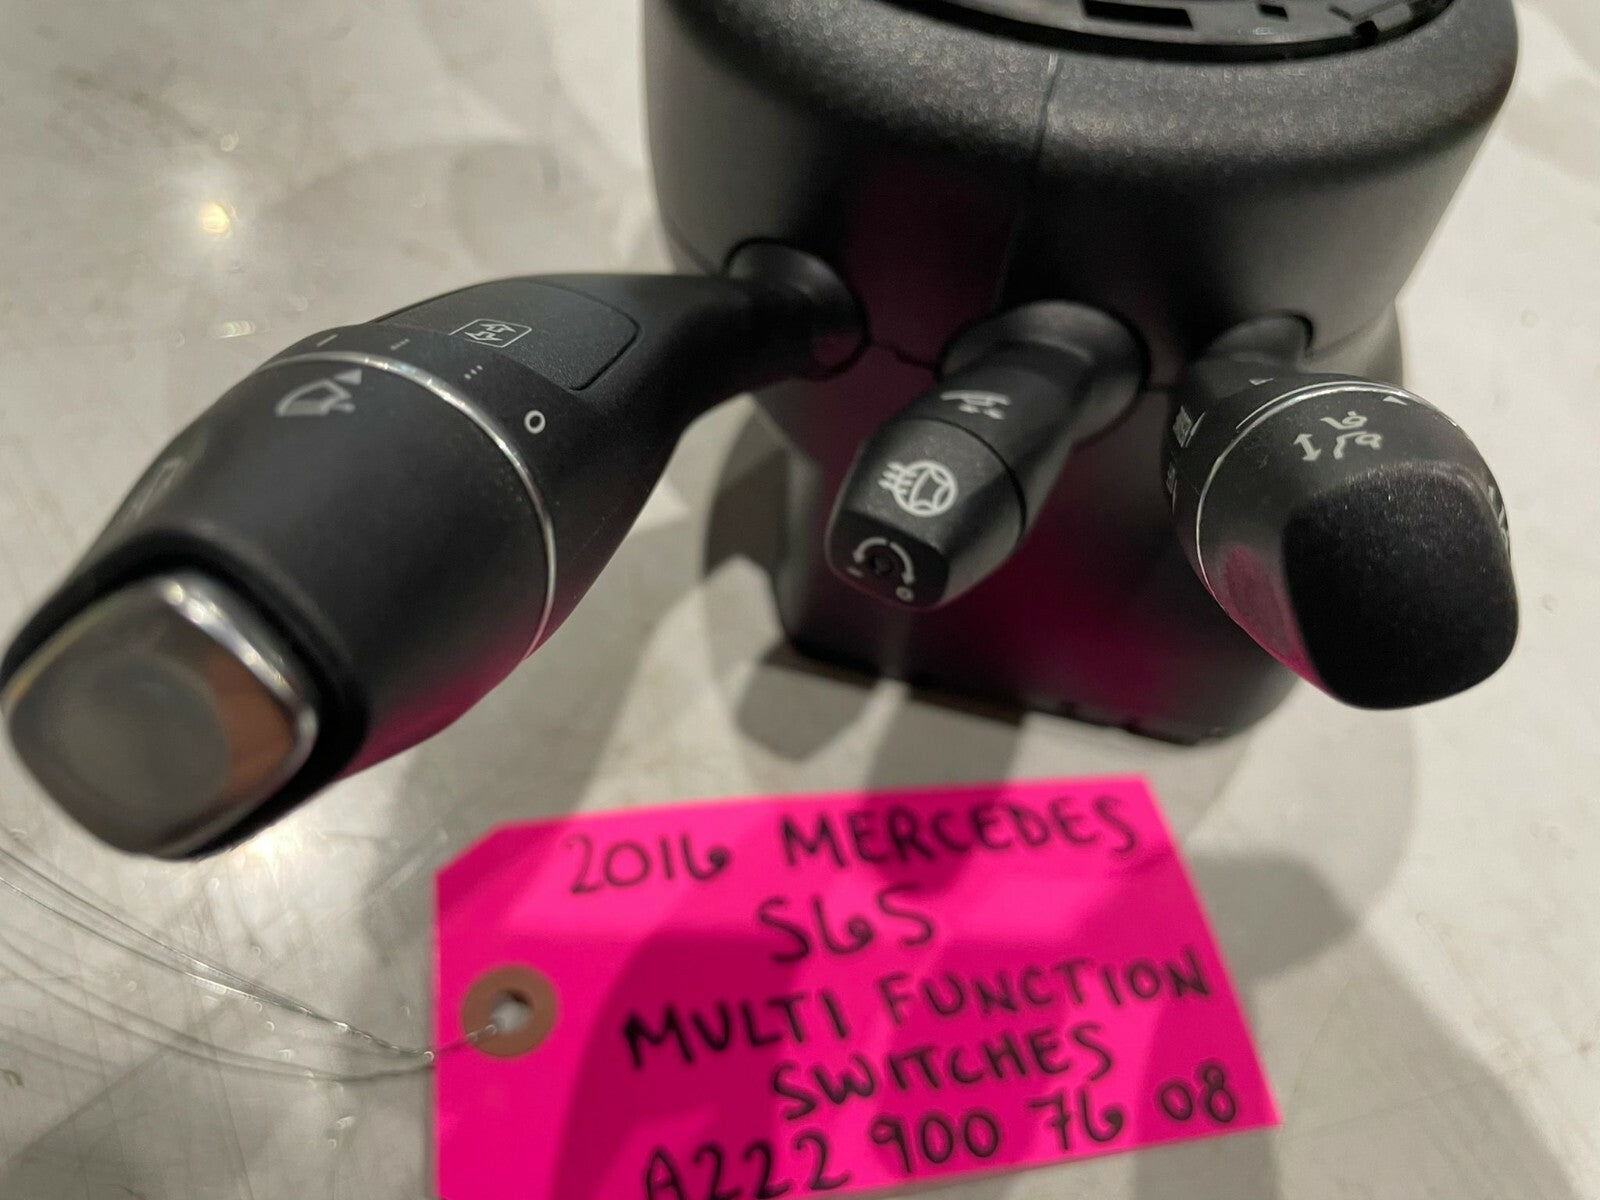 2016 MERCEDES
S65
MULTI FUNCTION
SWITCHES
A222 900 76 08